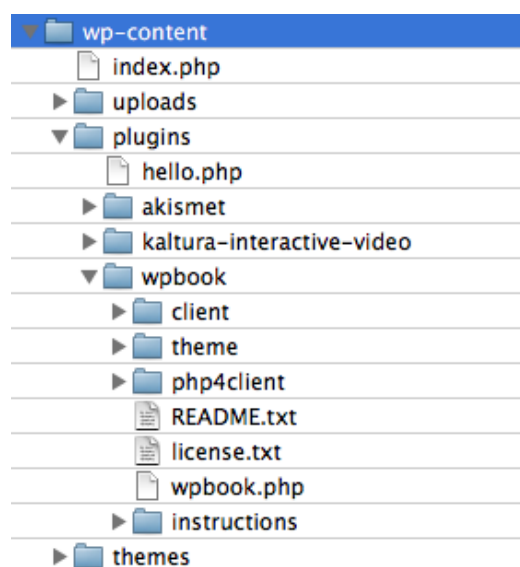 wp-content
index.php
uploads
plugins
hello.php
akismet
kaltura-interactive-video
wpbook
client
theme
php4client
README.txt
license.txt
wpbook.php
instructions
themes